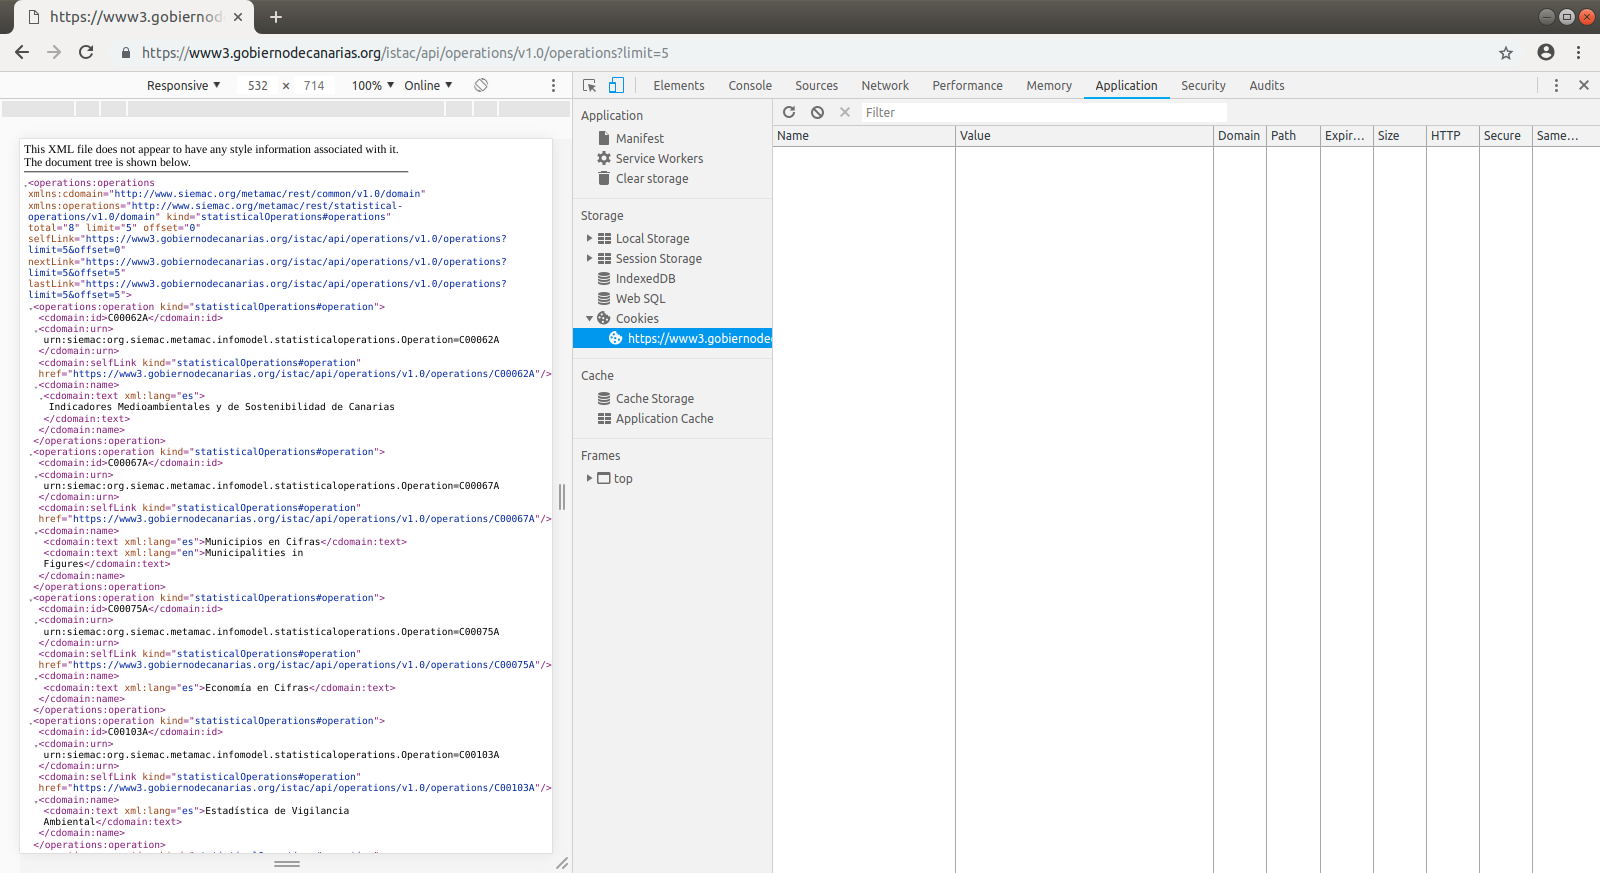 https://www3.gobiernod
https://www3.gobiernodecanarias.org/istac/api/operations/v1.0/operations?limit=5
Responsive ▼ 532 × 714 100% ▼ Online ▼
Elements Console Sources Network Performance Memory Application Security Audits
This XML file does not appear to have any style information associated with it.
The document tree is shown below.
<operations:operations
xmlns:cdomain="http://www.siemac.org/metamac/rest/common/v1.0/domain"
xmlns:operations="http://www.siemac.org/metamac/rest/statistical-
operations/v1.0/domain" kind="statisticalOperations#operations"
total="8" limit="5" offset="0"
selfLink="https://www3.gobiernodecanarias.org/istac/api/operations/v1.0/operations?
limit=5&offset=0"
nextLink="https://www3.gobiernodecanarias.org/istac/api/operations/v1.0/operations?
limit=5&offset=5"
lastLink="https://www3.gobiernodecanarias.org/istac/api/operations/v1.0/operations?
limit=5&offset=5">
<operations:operation kind="statisticalOperations#operation">
<cdomain:id>C00062A</cdomain:id>
<cdomain:urn>
urn:siemac:org.siemac.metamac.infomodel.statisticaloperations.Operation=C00062A
</cdomain:urn>
<cdomain:selfLink kind="statisticalOperations#operation"
href="https://www3.gobiernodecanarias.org/istac/api/operations/v1.0/operations/C00062A"/>
<cdomain:name>
<cdomain:text xml:lang="es">
Indicadores Medioambientales y de Sostenibilidad de Canarias
</cdomain:text>
</cdomain:name>
</operations:operation>
<operations:operation kind="statisticalOperations#operation">
<cdomain:id>C00067A</cdomain:id>
<cdomain:urn>
urn:siemac:org.siemac.metamac.infomodel.statisticaloperations.Operation=C00067A
</cdomain:urn>
<cdomain:selfLink kind="statisticalOperations#operation"
href="https://www3.gobiernodecanarias.org/istac/api/operations/v1.0/operations/C00067A"/>
<cdomain:name>
<cdomain:text xml:lang="es">Municipios en Cifras</cdomain:text>
<cdomain:text xml:lang="en">Municipalities in
Figures</cdomain:text>
</cdomain:name>
</operations:operation>
<operations:operation kind="statisticalOperations#operation">
<cdomain:id>C00075A</cdomain:id>
<cdomain:urn>
urn:siemac:org.siemac.metamac.infomodel.statisticaloperations.Operation=C00075A
</cdomain:urn>
<cdomain:selfLink kind="statisticalOperations#operation"
href="https://www3.gobiernodecanarias.org/istac/api/operations/v1.0/operations/C00075A"/>
<cdomain:name>
<cdomain:text xml:lang="es">Economía en Cifras</cdomain:text>
</cdomain:name>
</operations:operation>
<operations:operation kind="statisticalOperations#operation">
<cdomain:id>C00103A</cdomain:id>
<cdomain:urn>
urn:siemac:org.siemac.metamac.infomodel.statisticaloperations.Operation=C00103A
</cdomain:urn>
<cdomain:selfLink kind="statisticalOperations#operation"
href="https://www3.gobiernodecanarias.org/istac/api/operations/v1.0/operations/C00103A"/>
<cdomain:name>
<cdomain:text xml:lang="es">Estadística de Vigilancia
Ambiental</cdomain:text>
</cdomain:name>
</operations:operation>
Application
Manifest
Service Workers
Clear storage
Storage
Local Storage
Session Storage
IndexedDB
Web SQL
Cookies
https://www3.gobiernode
Cache
Cache Storage
Application Cache
Frames
top
Filter
Name Value Domain Path Expir... Size HTTP Secure Same...